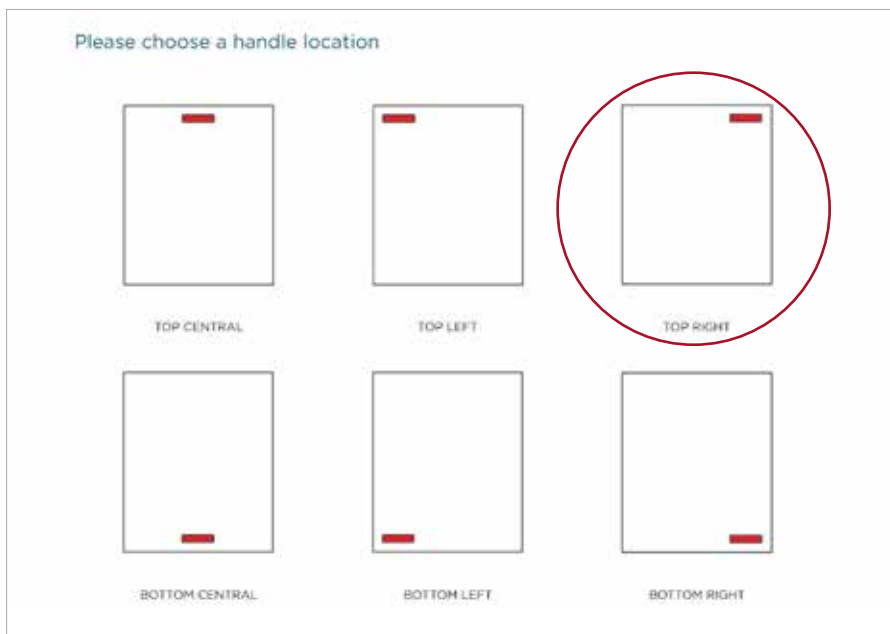 Please choose a handle location
TOP CENTRAL
TOP LEFT
TOP RIGHT
BOTTOM CENTRAL
BOTTOM LEFT
BOTTOM RIGHT